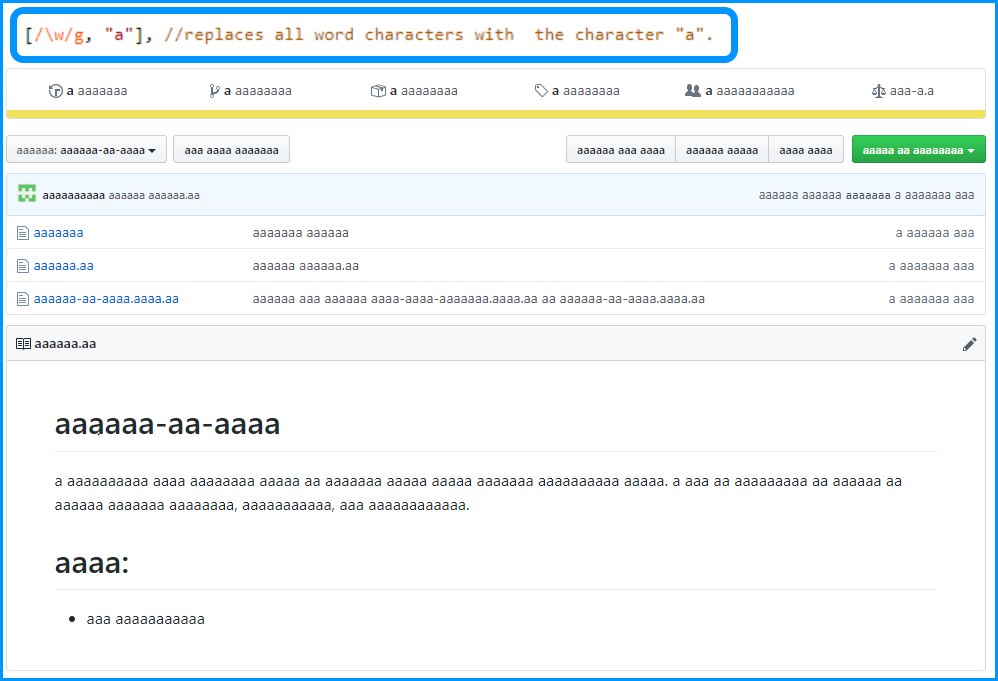 [/\w/g, "a"], //replaces all word characters with  the character "a".
a aaaaaaa a aaaaaaaa a aaaaaaaa a aaaaaaaa a aaaaaaaaaaa aaa-a.a
aaaaaa: aaaaaa-aa-aaaa aaa aaaa aaaaaaa aaaaaa aaa aaaa aaaaaa aaaaa aaaa aaaa aaaaa aa aaaaaaaa
aaaaaaaaaa aaaaaa aaaaaa.aa aaaaaa aaaaaa aaaaaaa a aaaaaaa aaa
aaaaaaa aaaaaaa aaaaaa a aaaaaa aaa
aaaaaa.aa aaaaaa aaaaaa.aa a aaaaaaa aaa
aaaaaa-aa-aaaa.aaaa.aa aaaaaa aaa aaaaaa aaaa-aaaa-aaaaaaa.aaaa.aa aa aaaaaa-aa-aaaa.aaaa.aa a aaaaaaa aaa
aaaaaa.aa
aaaaaa-aa-aaaa
a aaaaaaaaaa aaaa aaaaaaaa aaaaa aa aaaaaaa aaaaa aaaaa aaaaaaa aaaaaaaaaa aaaaa. a aaa aa aaaaaaaaa aa aaaaaa aa
aaaaaa aaaaaaa aaaaaaaa, aaaaaaaaaaa, aaa aaaaaaaaaaaa.
aaaa:
• aaa aaaaaaaaaaa